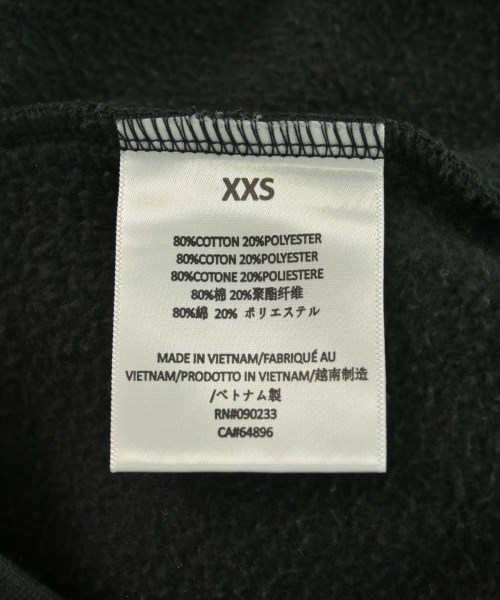 XXS
80%COTTON 20%POLYESTER
80%COTON 20%POLYESTER
80%COTONE 20%POLIESTERE
80%棉 20%聚酯纤维
80%綿 20% ポリエステル
MADE IN VIETNAM/FABRIQUÉ AU
VIETNAM/PRODOTTO IN VIETNAM/越南制造
/ベトナム製
RN#090233
CA#64896